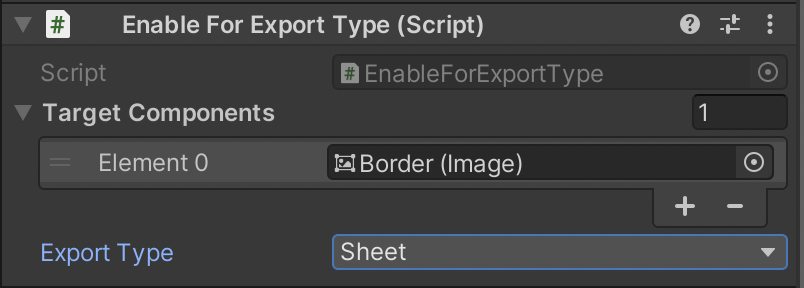 Enable For Export Type (Script)
Script # EnableForExportType
Target Components 1
Element 0 Border (Image)
Export Type Sheet